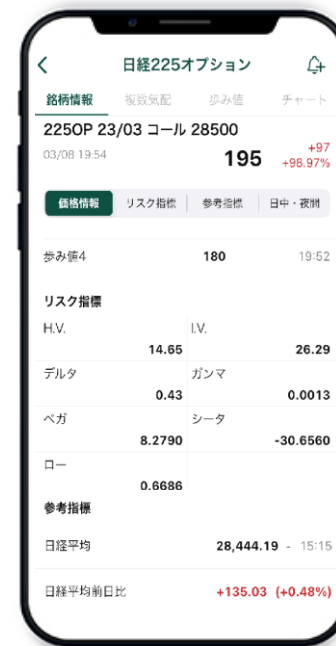 日経225オプション
銘柄情報 複数気配 歩み値 チャート
225OP 23/03 コール 28500
03/08 19:54 195 +97
+98.97%
価格情報 リスク指標 参考指標 日中・夜間
歩み値4 180 19:52
リスク指標
H.V. I.V.
14.65 26.29
デルタ ガンマ
0.43 0.0013
ベガ シータ
8.2790 -30.6560
ロー
0.6686
参考指標
日経平均 28,444.19 - 15:15
日経平均前日比 +135.03 (+0.48%)